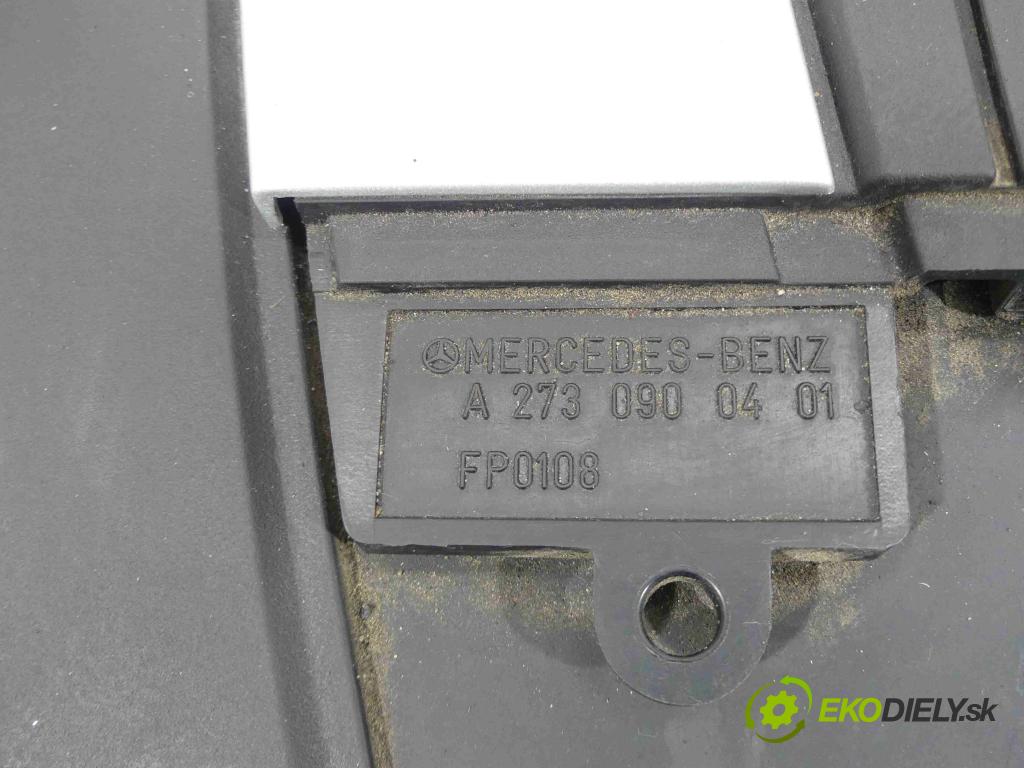 MERCEDES-BENZ
A 273 090 04 01
FP0108
EKODIELY.sk